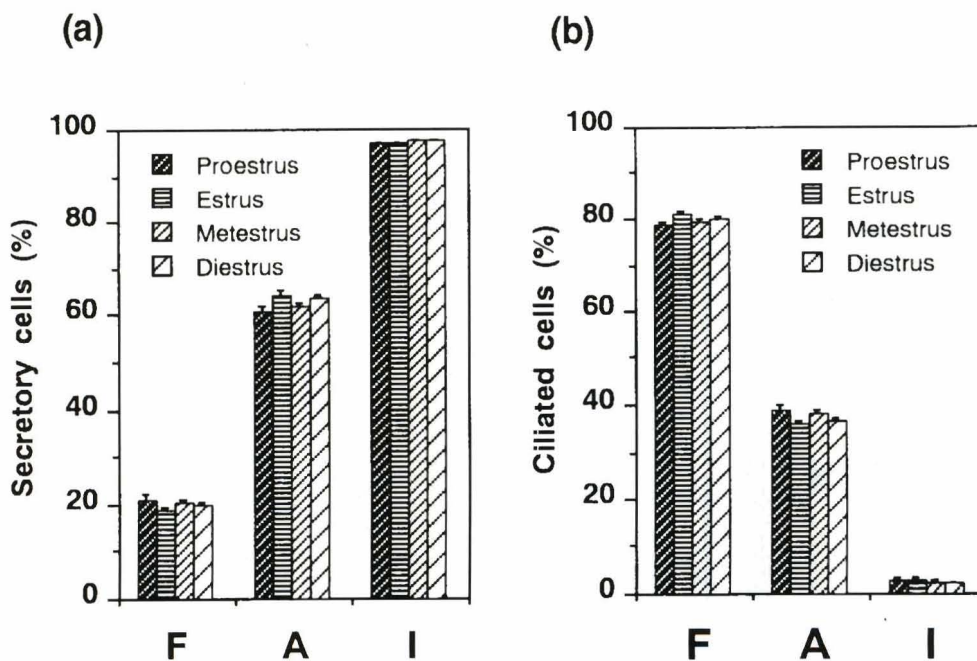 (a)
Secretory cells (%)
100
80
60
40
20
0
Proestrus
Estrus
Metestrus
Diestrus
F A I
(b)
Ciliated cells (%)
100
80
60
40
20
0
Proestrus
Estrus
Metestrus
Diestrus
F A I